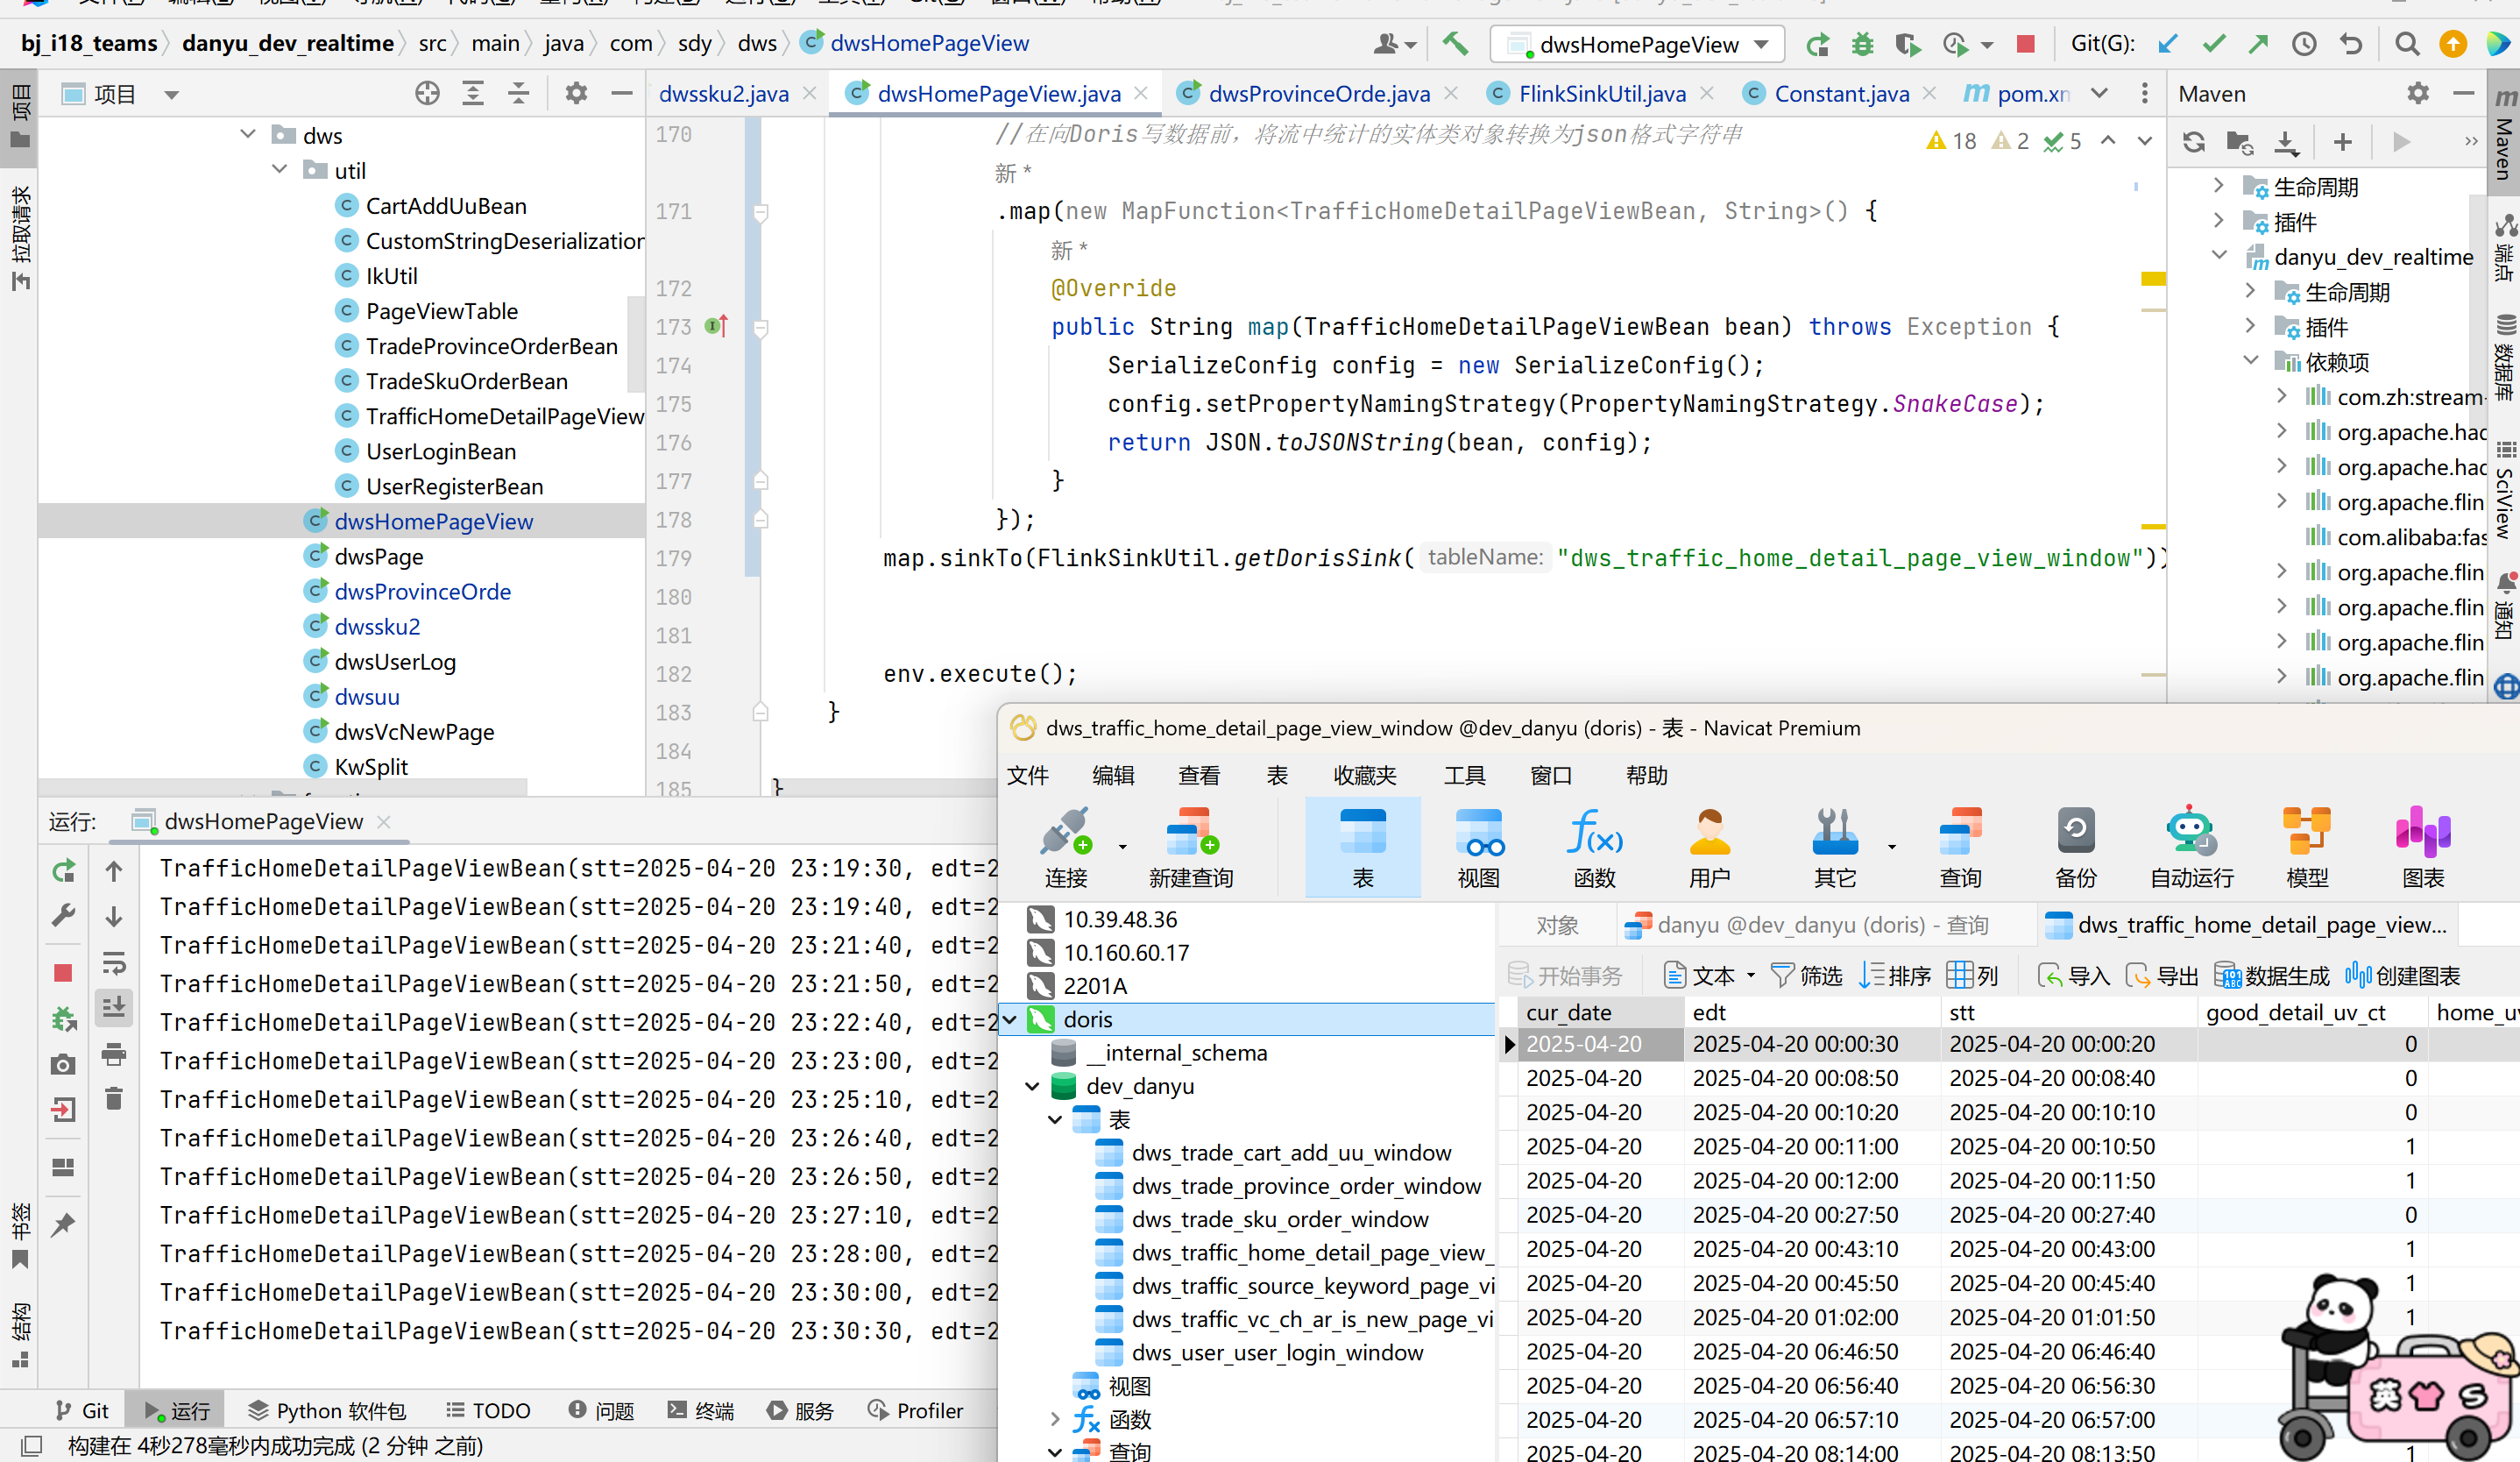 bj_i18_teams danyu_dev_realtime src main java com sdy dws dwsHomePageView
dwsHomePageView Git(G):
项目
项目
拉取请求
书签
结构
dws
util
CartAddUuBean
CustomStringDeserialization
IkUtil
PageViewTable
TradeProvinceOrderBean
TradeSkuOrderBean
TrafficHomeDetailPageView
UserLoginBean
UserRegisterBean
dwsHomePageView
dwsPage
dwsProvinceOrde
dwssku2
dwsUserLog
dwsuu
dwsVcNewPage
KwSplit
dwssku2.java dwsHomePageView.java dwsProvinceOrde.java FlinkSinkUtil.java Constant.java pom.xm
18 2 5
170 //在向Doris写数据前，将流中统计的实体类对象转换为json格式字符串
新 *
171 .map(new MapFunction<TrafficHomeDetailPageViewBean, String>() {
新 *
172 @Override
173 public String map(TrafficHomeDetailPageViewBean bean) throws Exception {
174 SerializeConfig config = new SerializeConfig();
175 config.setPropertyNamingStrategy(PropertyNamingStrategy.SnakeCase);
176 return JSON.toJSONString(bean, config);
177 }
178 });
179 map.sinkTo(FlinkSinkUtil.getDorisSink( tableName: "dws_traffic_home_detail_page_view_window"))
180
181
182 env.execute();
183 }
184
185 }
Maven
生命周期
插件
danyu_dev_realtime
生命周期
插件
依赖项
com.zh:stream-
org.apache.had
org.apache.had
org.apache.flin
com.alibaba:fas
org.apache.flin
org.apache.flin
org.apache.flin
org.apache.flin
Maven
端点
数据库
SciView
通知
运行: dwsHomePageView
TrafficHomeDetailPageViewBean(stt=2025-04-20 23:19:30, edt=2
TrafficHomeDetailPageViewBean(stt=2025-04-20 23:19:40, edt=2
TrafficHomeDetailPageViewBean(stt=2025-04-20 23:21:40, edt=2
TrafficHomeDetailPageViewBean(stt=2025-04-20 23:21:50, edt=2
TrafficHomeDetailPageViewBean(stt=2025-04-20 23:22:40, edt=2
TrafficHomeDetailPageViewBean(stt=2025-04-20 23:23:00, edt=2
TrafficHomeDetailPageViewBean(stt=2025-04-20 23:25:10, edt=2
TrafficHomeDetailPageViewBean(stt=2025-04-20 23:26:40, edt=2
TrafficHomeDetailPageViewBean(stt=2025-04-20 23:26:50, edt=2
TrafficHomeDetailPageViewBean(stt=2025-04-20 23:27:10, edt=2
TrafficHomeDetailPageViewBean(stt=2025-04-20 23:28:00, edt=2
TrafficHomeDetailPageViewBean(stt=2025-04-20 23:30:00, edt=2
TrafficHomeDetailPageViewBean(stt=2025-04-20 23:30:30, edt=2
Git 运行 Python 软件包 TODO 问题 终端 服务 Profiler
构建在 4秒278毫秒内成功完成 (2 分钟 之前)
dws_traffic_home_detail_page_view_window @dev_danyu (doris) - 表 - Navicat Premium
文件 编辑 查看 表 收藏夹 工具 窗口 帮助
连接 新建查询 表 视图 函数 用户 其它 查询 备份 自动运行 模型 图表
10.39.48.36
10.160.60.17
2201A
doris
__internal_schema
dev_danyu
表
dws_trade_cart_add_uu_window
dws_trade_province_order_window
dws_trade_sku_order_window
dws_traffic_home_detail_page_view_
dws_traffic_source_keyword_page_vi
dws_traffic_vc_ch_ar_is_new_page_vi
dws_user_user_login_window
视图
函数
查询
对象 danyu @dev_danyu (doris) - 查询 dws_traffic_home_detail_page_view...
开始事务 文本 筛选 排序 列 导入 导出 数据生成 创建图表
cur_date edt stt good_detail_uv_ct home_uv
2025-04-20 2025-04-20 00:00:30 2025-04-20 00:00:20 0
2025-04-20 2025-04-20 00:08:50 2025-04-20 00:08:40 0
2025-04-20 2025-04-20 00:10:20 2025-04-20 00:10:10 0
2025-04-20 2025-04-20 00:11:00 2025-04-20 00:10:50 1
2025-04-20 2025-04-20 00:12:00 2025-04-20 00:11:50 1
2025-04-20 2025-04-20 00:27:50 2025-04-20 00:27:40 0
2025-04-20 2025-04-20 00:43:10 2025-04-20 00:43:00 1
2025-04-20 2025-04-20 00:45:50 2025-04-20 00:45:40 1
2025-04-20 2025-04-20 01:02:00 2025-04-20 01:01:50 1
2025-04-20 2025-04-20 06:46:50 2025-04-20 06:46:40
2025-04-20 2025-04-20 06:56:40 2025-04-20 06:56:30
2025-04-20 2025-04-20 06:57:10 2025-04-20 06:57:00
2025-04-20 2025-04-20 08:14:00 2025-04-20 08:13:50 1
英 S